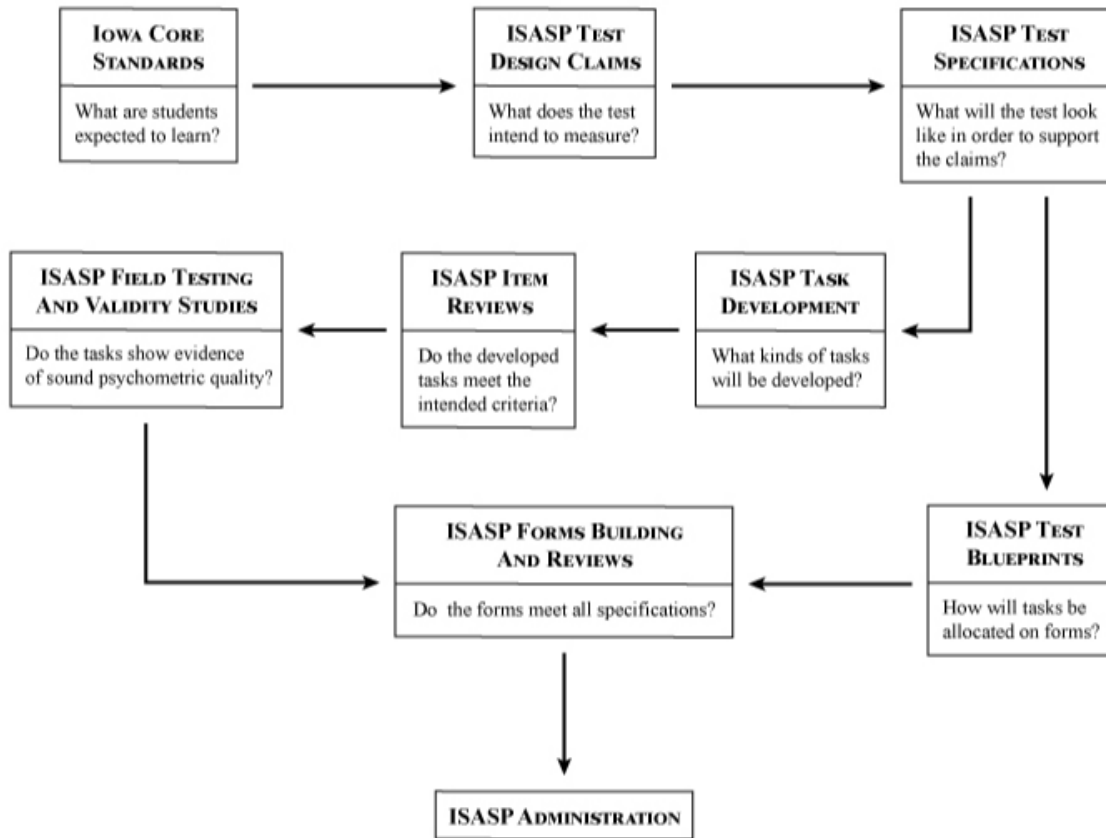 IOWA CORE
STANDARDS
What are students
expected to learn?
ISASP TEST
DESIGN CLAIMS
What does the test
intend to measure?
ISASP TEST
SPECIFICATIONS
What will the test look
like in order to support
the claims?
ISASP FIELD TESTING
AND VALIDITY STUDIES
Do the tasks show evidence
of sound psychometric quality?
ISASP ITEM
REVIEWS
Do the developed
tasks meet the
intended criteria?
ISASP TASK
DEVELOPMENT
What kinds of tasks
will be developed?
ISASP FORMS BUILDING
AND REVIEWS
Do the forms meet all specifications?
ISASP TEST
BLUEPRINTS
How will tasks be
allocated on forms?
ISASP ADMINISTRATION